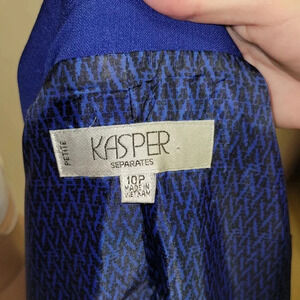 PETITE
KASPER
SEPARATES
10P
MADE IN
VIETNAM